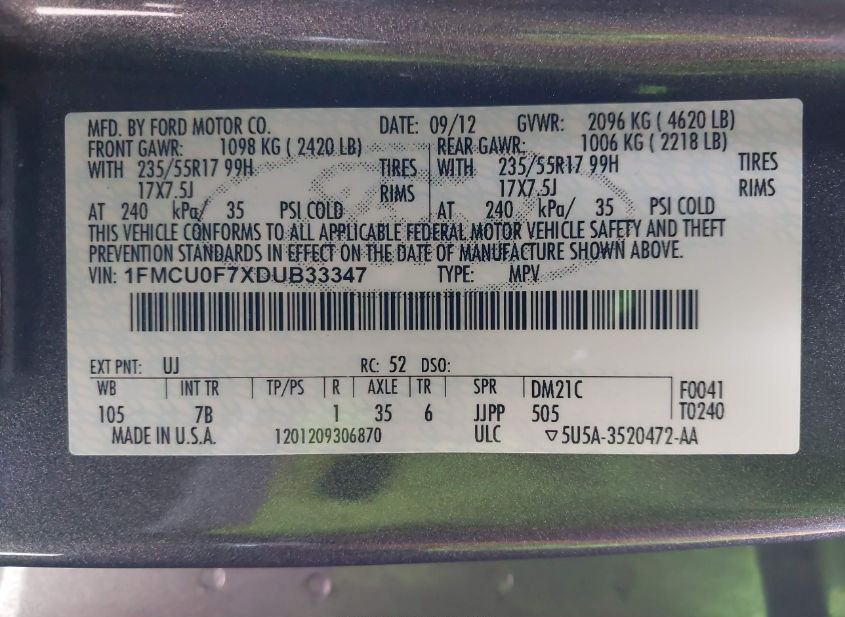 MFD. BY FORD MOTOR CO. DATE: 09/12 GVWR: 2096 KG ( 4620 LB)
FRONT GAWR: 1098 KG ( 2420 LB) REAR GAWR: 1006 KG ( 2218 LB)
WITH 235/55R17 99H TIRES WITH 235/55R17 99H TIRES
17X7.5J RIMS 17X7.5J RIMS
AT 240 kPa/ 35 PSI COLD AT 240 kPa/ 35 PSI COLD
THIS VEHICLE CONFORMS TO ALL APPLICABLE FEDERAL MOTOR VEHICLE SAFETY AND THEFT
PREVENTION STANDARDS IN EFFECT ON THE DATE OF MANUFACTURE SHOWN ABOVE.
VIN: 1FMCU0F7XDUB33347 TYPE: MPV
EXT PNT: UJ RC: 52 DSO:
WB INT TR TP/PS R AXLE TR SPR DM21C F0041
105 7B 1 35 6 JJPP 505 T0240
MADE IN U.S.A. 1201209306870 ULC ▽5U5A-3520472-AA